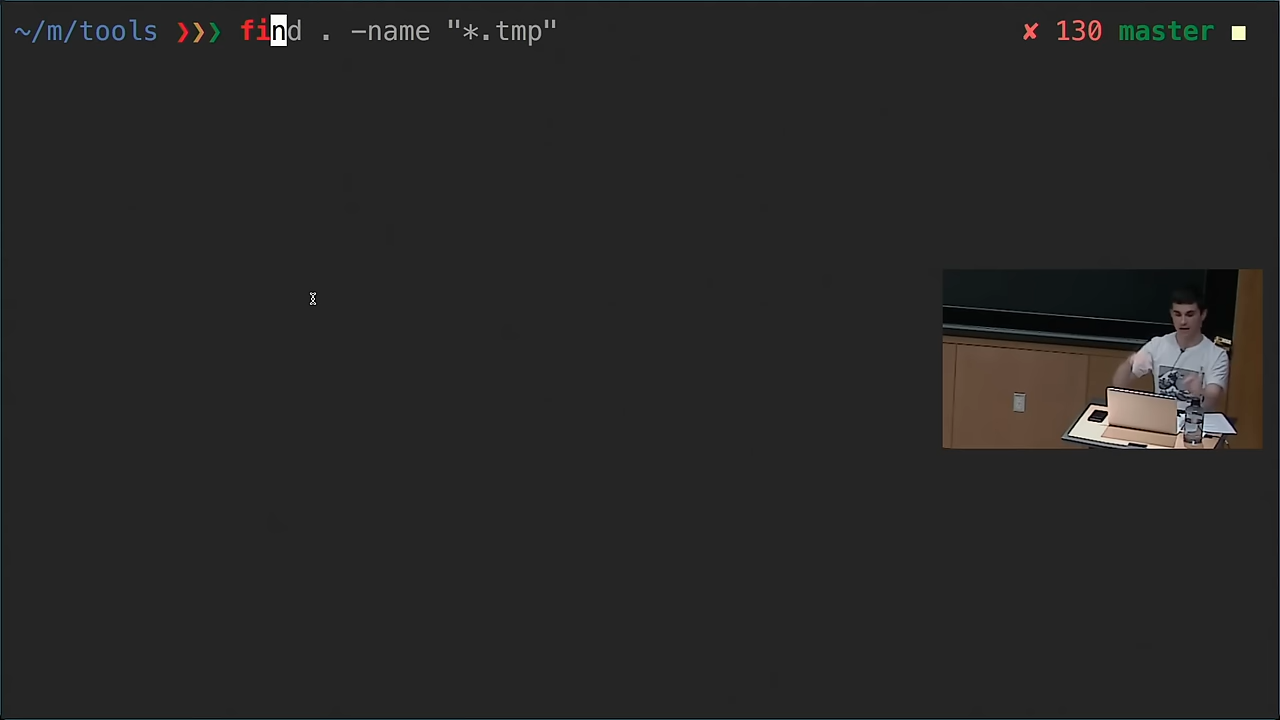 ~/m/tools ❯❯❯ find . -name "*.tmp" ✘ 130 master ■